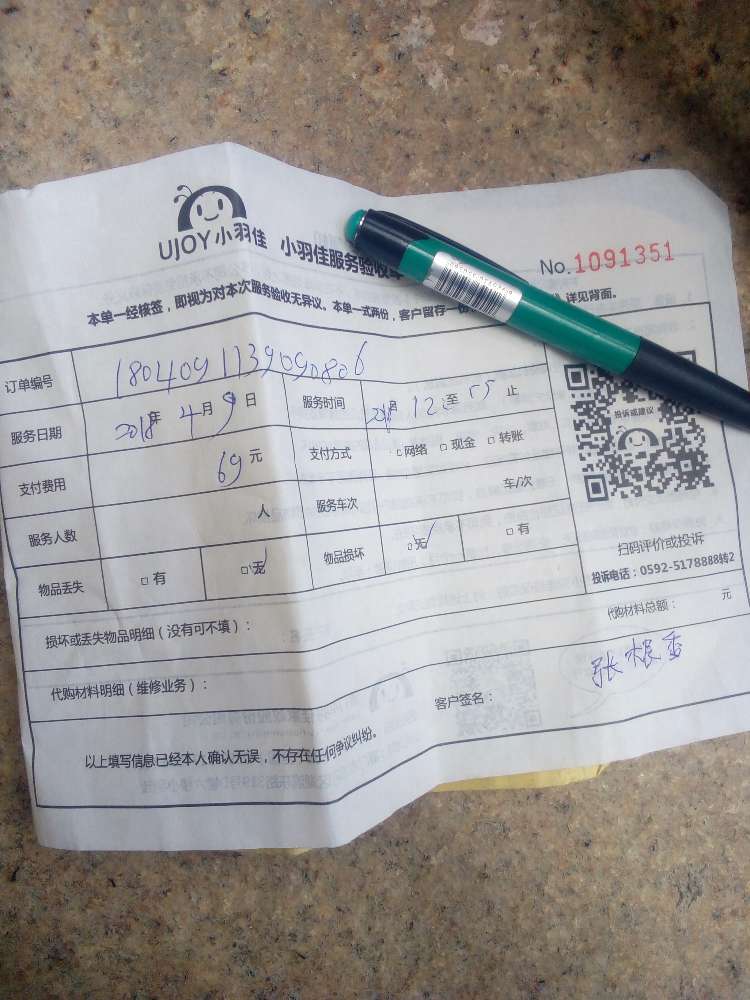 UJOY小羽佳 小羽佳服务验收单
No.1091351
本单一经核签，即视为对本次服务验收无异议。本单一式两份，客户留存一份 》详见背面。
订单编号 1804091139090806
服务日期 2018年 4月 9日 服务时间 12 至 止
支付费用 69元 支付方式 □网络 □现金 □转账
服务人数 人 服务车次 车/次
物品丢失 □有 □无 物品损坏 □无 □有
投诉或建议
扫码评价或投诉
投诉电话：0592-5178888转2
损坏或丢失物品明细（没有可不填）：
代购材料明细（维修业务）： 代购材料总额： 元
客户签名：
以上填写信息已经本人确认无误，不存在任何争议纠纷。